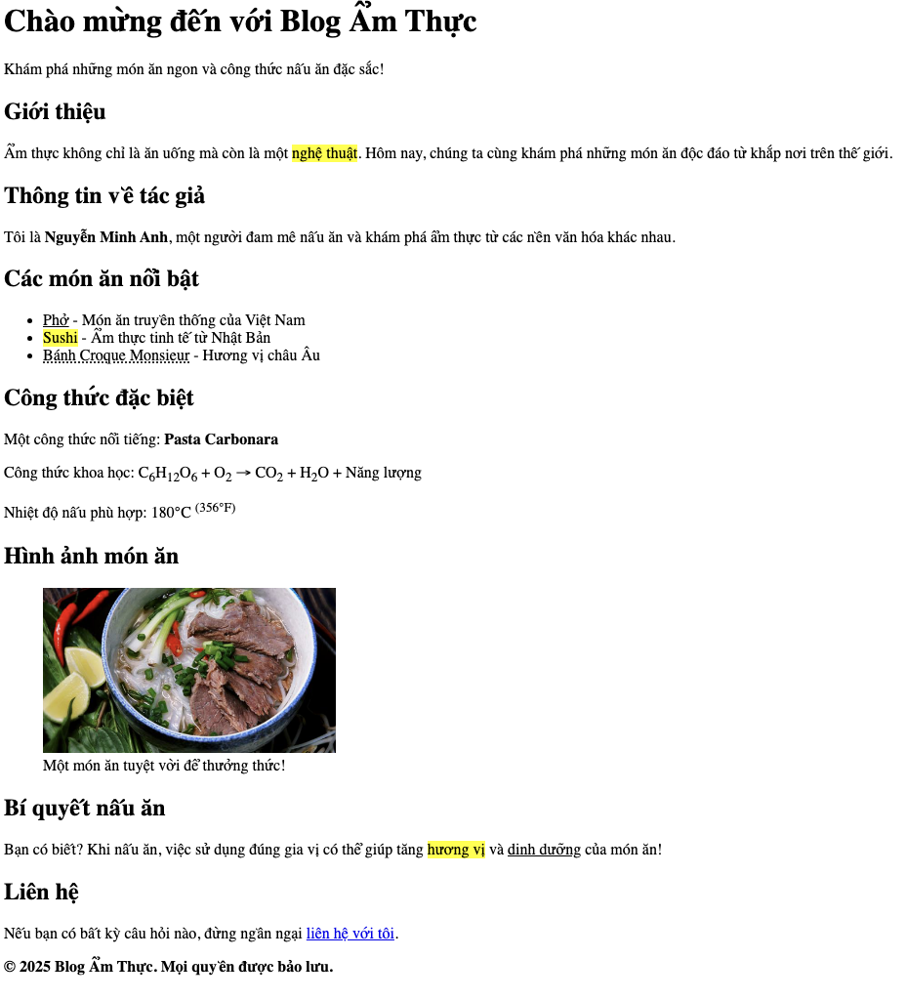 Chào mừng đến với Blog Ẩm Thực
Khám phá những món ăn ngon và công thức nấu ăn đặc sắc!
Giới thiệu
Ẩm thực không chỉ là ăn uống mà còn là một nghệ thuật. Hôm nay, chúng ta cùng khám phá những món ăn độc đáo từ khắp nơi trên thế giới.
Thông tin về tác giả
Tôi là Nguyễn Minh Anh, một người đam mê nấu ăn và khám phá ẩm thực từ các nền văn hóa khác nhau.
Các món ăn nổi bật
• Phở - Món ăn truyền thống của Việt Nam
• Sushi - Ẩm thực tinh tế từ Nhật Bản
• Bánh Croque Monsieur - Hương vị châu Âu
Công thức đặc biệt
Một công thức nổi tiếng: Pasta Carbonara
Công thức khoa học: C₆H₁₂O₆ + O₂ → CO₂ + H₂O + Năng lượng
Nhiệt độ nấu phù hợp: 180°C (356°F)
Hình ảnh món ăn
Một món ăn tuyệt vời để thưởng thức!
Bí quyết nấu ăn
Bạn có biết? Khi nấu ăn, việc sử dụng đúng gia vị có thể giúp tăng hương vị và dinh dưỡng của món ăn!
Liên hệ
Nếu bạn có bất kỳ câu hỏi nào, đừng ngần ngại liên hệ với tôi.
© 2025 Blog Ẩm Thực. Mọi quyền được bảo lưu.